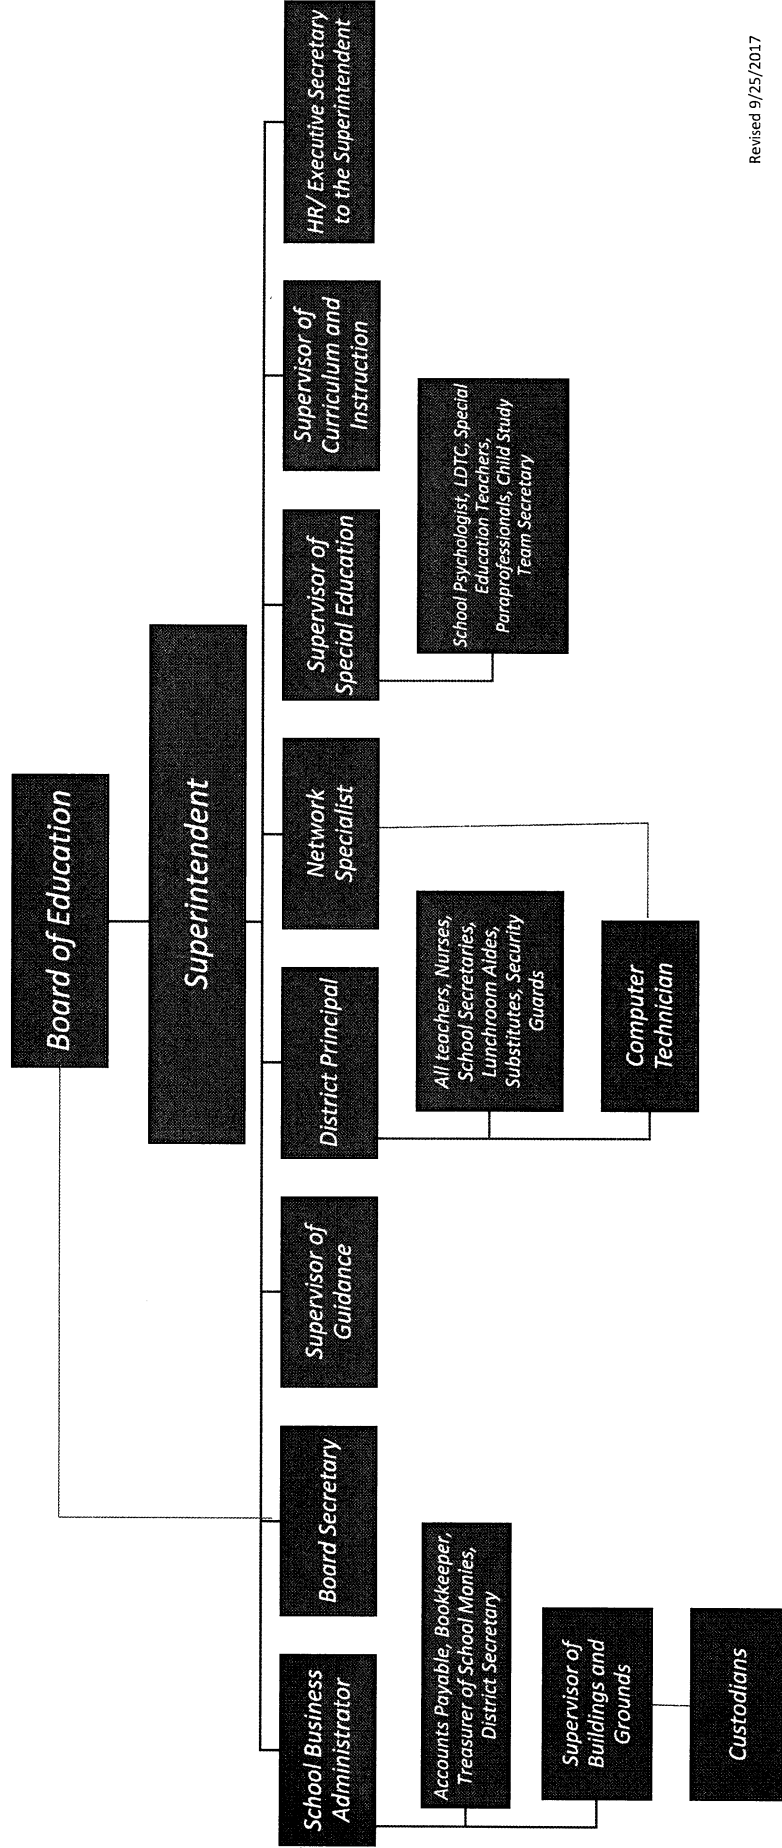 Board of Education
Superintendent
School Business
Administrator
Board Secretary
Supervisor of
Guidance
District Principal
Network
Specialist
Supervisor of
Special Education
Supervisor of
Curriculum and
Instruction
HR/ Executive Secretary
to the Superintendent
Accounts Payable, Bookkeeper,
Treasurer of School Monies,
District Secretary
Supervisor of
Buildings and
Grounds
Custodians
All teachers, Nurses,
School Secretaries,
Lunchroom Aides,
Substitutes, Security
Guards
Computer
Technician
School Psychologist, LDTC, Special
Education Teachers,
Paraprofessionals, Child Study
Team Secretary
Revised 9/25/2017